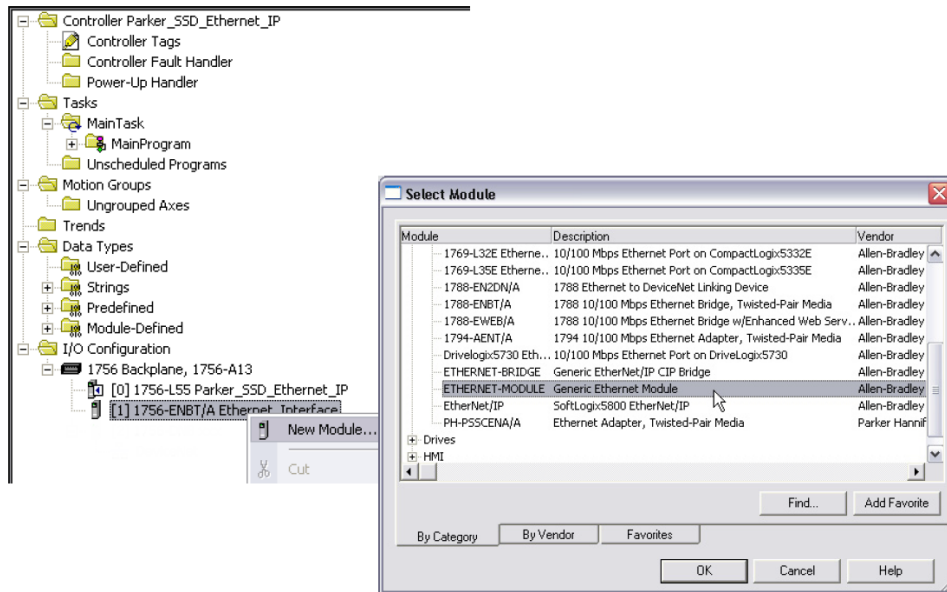 Controller Parker_SSD_Ethernet_IP
Controller Tags
Controller Fault Handler
Power-Up Handler
Tasks
MainTask
MainProgram
Unscheduled Programs
Motion Groups
Ungrouped Axes
Trends
Data Types
User-Defined
Strings
Predefined
Module-Defined
I/O Configuration
1756 Backplane, 1756-A13
[0] 1756-L55 Parker_SSD_Ethernet_IP
[1] 1756-ENBT/A Ethernet_Interface
New Module...
Cut
Select Module
Module Description Vendor
1769-L32E Etherne.. 10/100 Mbps Ethernet Port on CompactLogix5332E Allen-Bradley
1769-L35E Etherne.. 10/100 Mbps Ethernet Port on CompactLogix5335E Allen-Bradley
1788-EN2DN/A 1788 Ethernet to DeviceNet Linking Device Allen-Bradley
1788-ENBT/A 1788 10/100 Mbps Ethernet Bridge, Twisted-Pair Media Allen-Bradley
1788-EWEB/A 1788 10/100 Mbps Ethernet Bridge w/Enhanced Web Serv.. Allen-Bradley
1794-AENT/A 1794 10/100 Mbps Ethernet Adapter, Twisted-Pair Media Allen-Bradley
Drivelogix5730 Eth... 10/100 Mbps Ethernet Port on DriveLogix5730 Allen-Bradley
ETHERNET-BRIDGE Generic EtherNet/IP CIP Bridge Allen-Bradley
ETHERNET-MODULE Generic Ethernet Module Allen-Bradley
EtherNet/IP SoftLogix5800 EtherNet/IP Allen-Bradley
PH-PSSCENA/A Ethernet Adapter, Twisted-Pair Media Parker Hannif
Drives
HMI
Find... Add Favorite
By Category By Vendor Favorites
OK Cancel Help